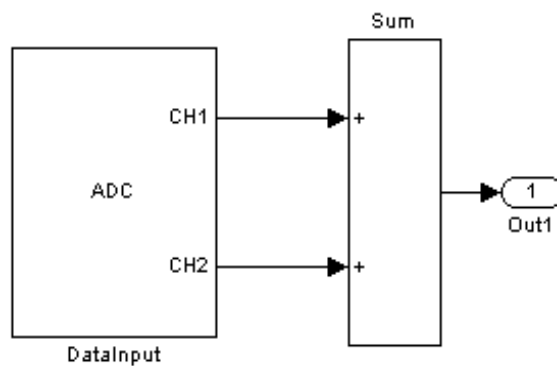 Sum
CH1
+
ADC
1
Out1
CH2
+
DataInput